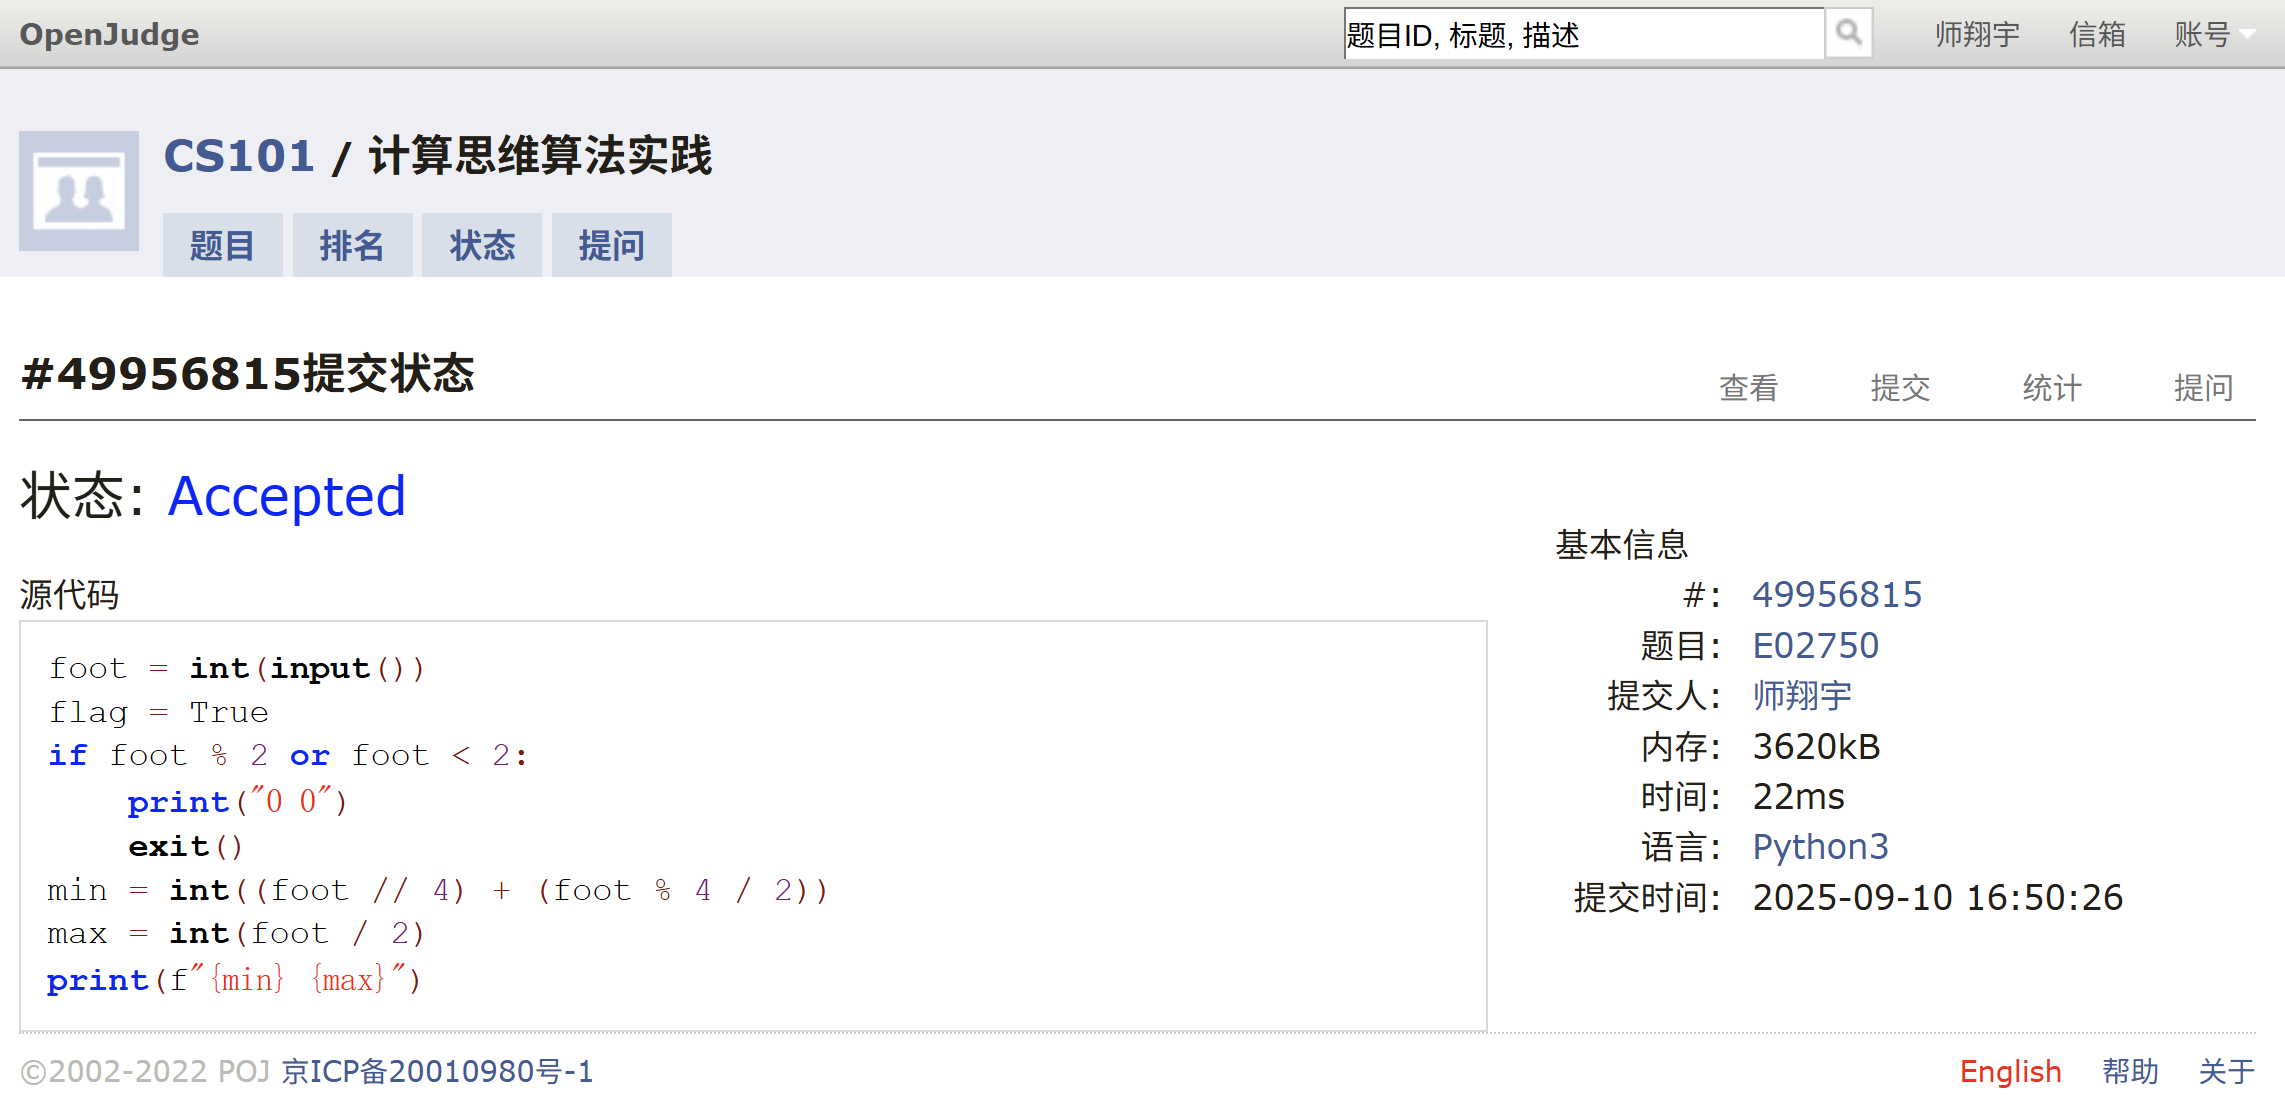 OpenJudge
题目ID, 标题, 描述
师翔宇 信箱 账号
CS101 / 计算思维算法实践
题目 排名 状态 提问
#49956815提交状态
查看 提交 统计 提问
状态: Accepted
源代码
foot = int(input())
flag = True
if foot % 2 or foot < 2:
    print("0 0")
    exit()
min = int((foot // 4) + (foot % 4 / 2))
max = int(foot / 2)
print(f"{min} {max}")
基本信息
#: 49956815
题目: E02750
提交人: 师翔宇
内存: 3620kB
时间: 22ms
语言: Python3
提交时间: 2025-09-10 16:50:26
©2002-2022 POJ 京ICP备20010980号-1
English 帮助 关于